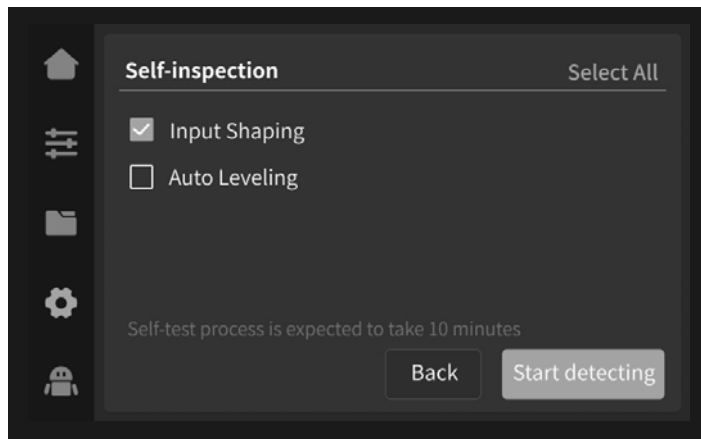 Self-inspection Select All
Input Shaping
Auto Leveling
Self-test process is expected to take 10 minutes
Back Start detecting